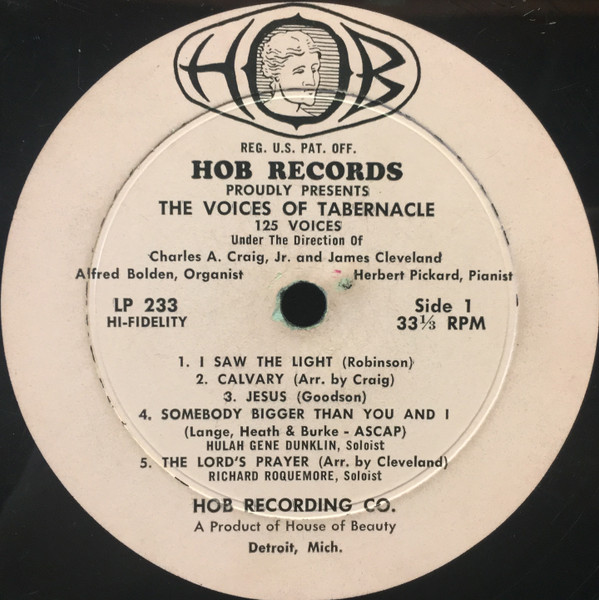 HOB
REG. U.S. PAT. OFF.
HOB RECORDS
PROUDLY PRESENTS
THE VOICES OF TABERNACLE
125 VOICES
Under The Direction Of
Charles A. Craig, Jr. and James Cleveland
Alfred Bolden, Organist Herbert Pickard, Pianist
LP 233 Side 1
HI-FIDELITY 33⅓ RPM
1. I SAW THE LIGHT (Robinson)
2. CALVARY (Arr. by Craig)
3. JESUS (Goodson)
4. SOMEBODY BIGGER THAN YOU AND I
(Lange, Heath & Burke - ASCAP)
HULAH GENE DUNKLIN, Soloist
5. THE LORD'S PRAYER (Arr. by Cleveland)
RICHARD ROQUEMORE, Soloist
HOB RECORDING CO.
A Product of House of Beauty
Detroit, Mich.